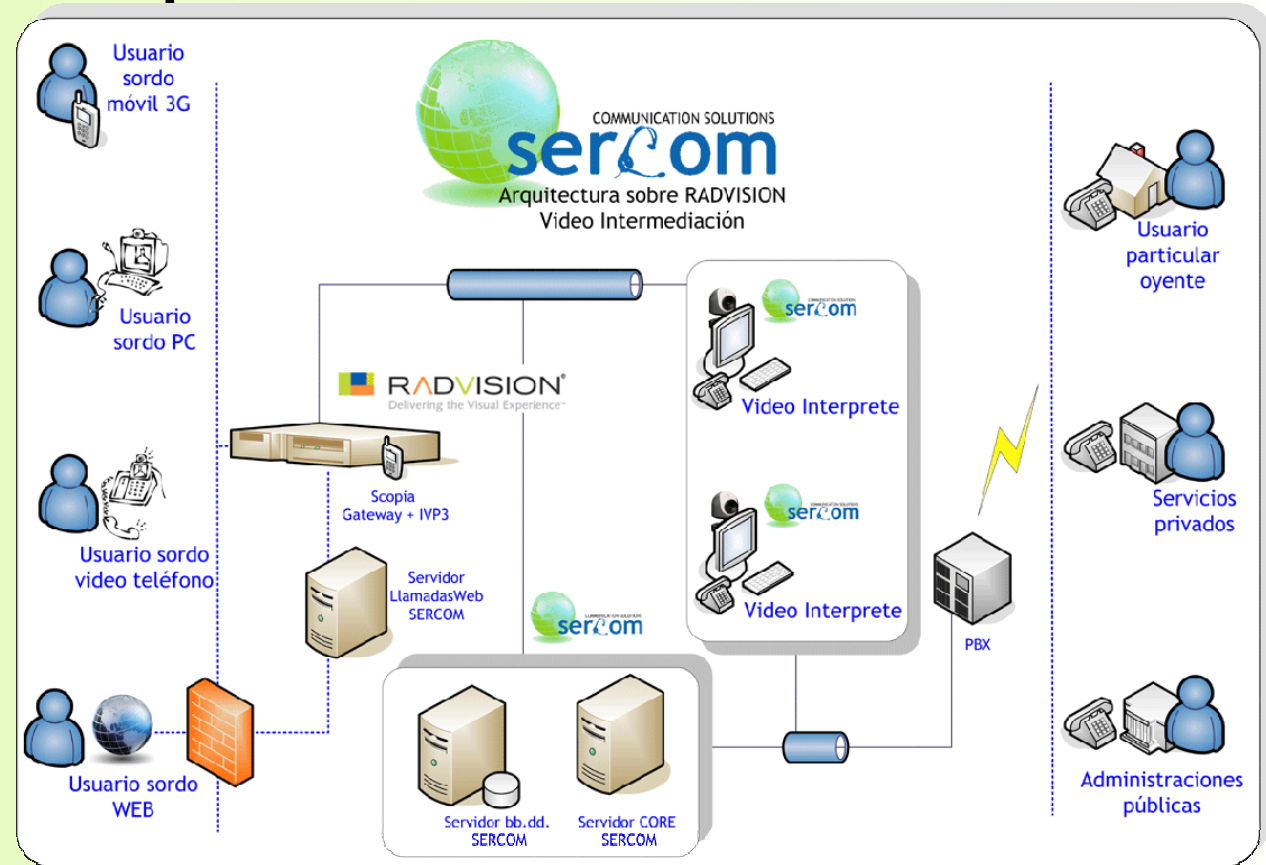 Usuario
sordo
móvil 3G
COMMUNICATION SOLUTIONS
sercom
Arquitectura sobre RADVISION
Video Intermediación
Usuario
particular
oyente
Usuario
sordo PC
sercom
Video Interprete
RADVISION®
Delivering the Visual Experience™
Scopia
Gateway + IVP3
Servicios
privados
sercom
Video Interprete
Usuario sordo
video teléfono
Servidor
LlamadasWeb
SERCOM
sercom
PBX
Usuario sordo
WEB
Servidor bb.dd.
SERCOM
Servidor CORE
SERCOM
Administraciones
públicas